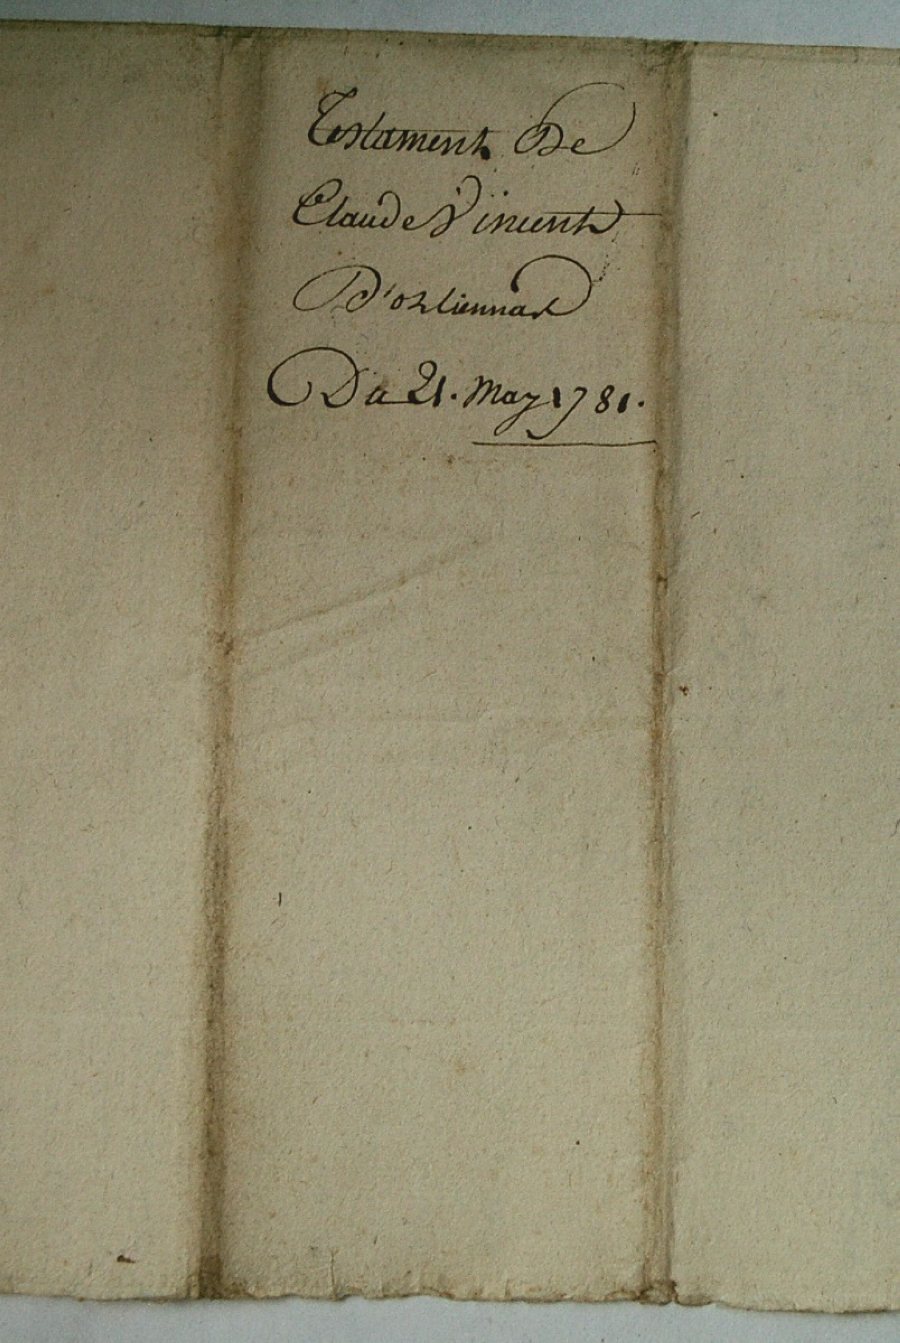 Testament De
Claude Vincent
D'orliennas
Du 21. May 1781.